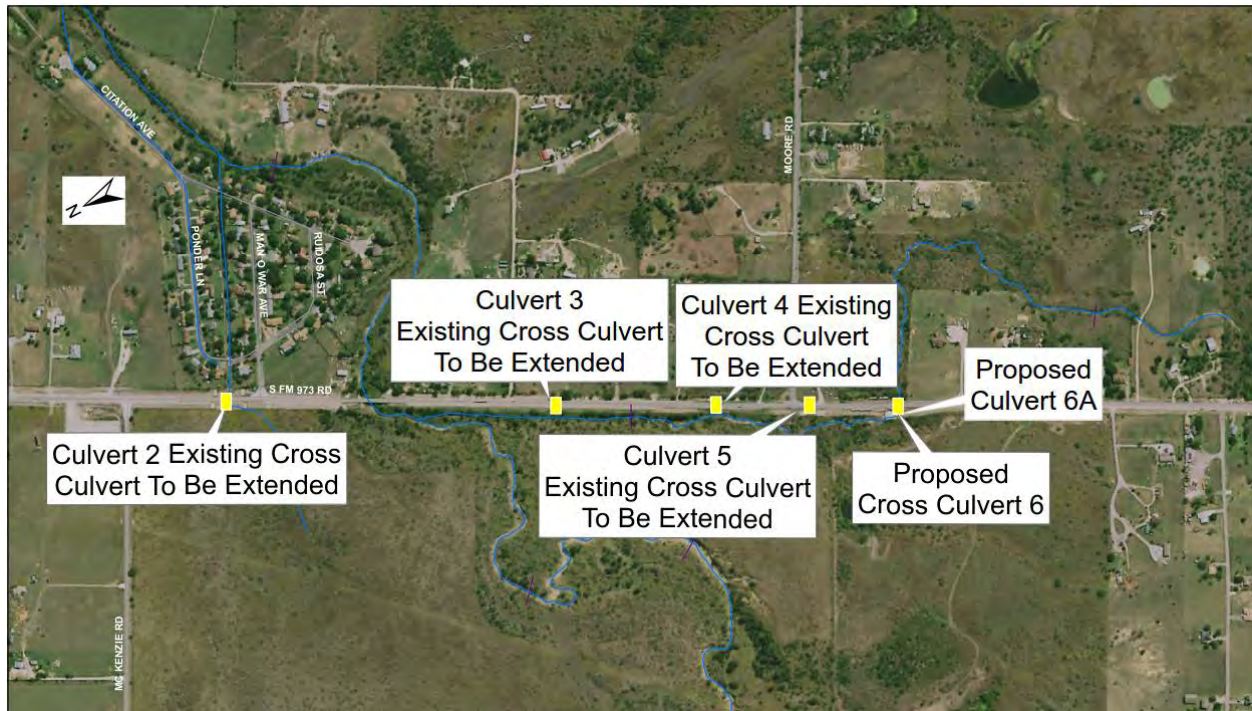 CITATION AVE
MOORE RD
N
PONDER LN
MAN O WAR AVE
RUIDOSA ST
Culvert 3
Existing Cross Culvert
To Be Extended
Culvert 4 Existing
Cross Culvert
To Be Extended
Proposed
Culvert 6A
S FM 973 RD
Culvert 2 Existing Cross
Culvert To Be Extended
Culvert 5
Existing Cross Culvert
To Be Extended
Proposed
Cross Culvert 6
MC KENZIE RD